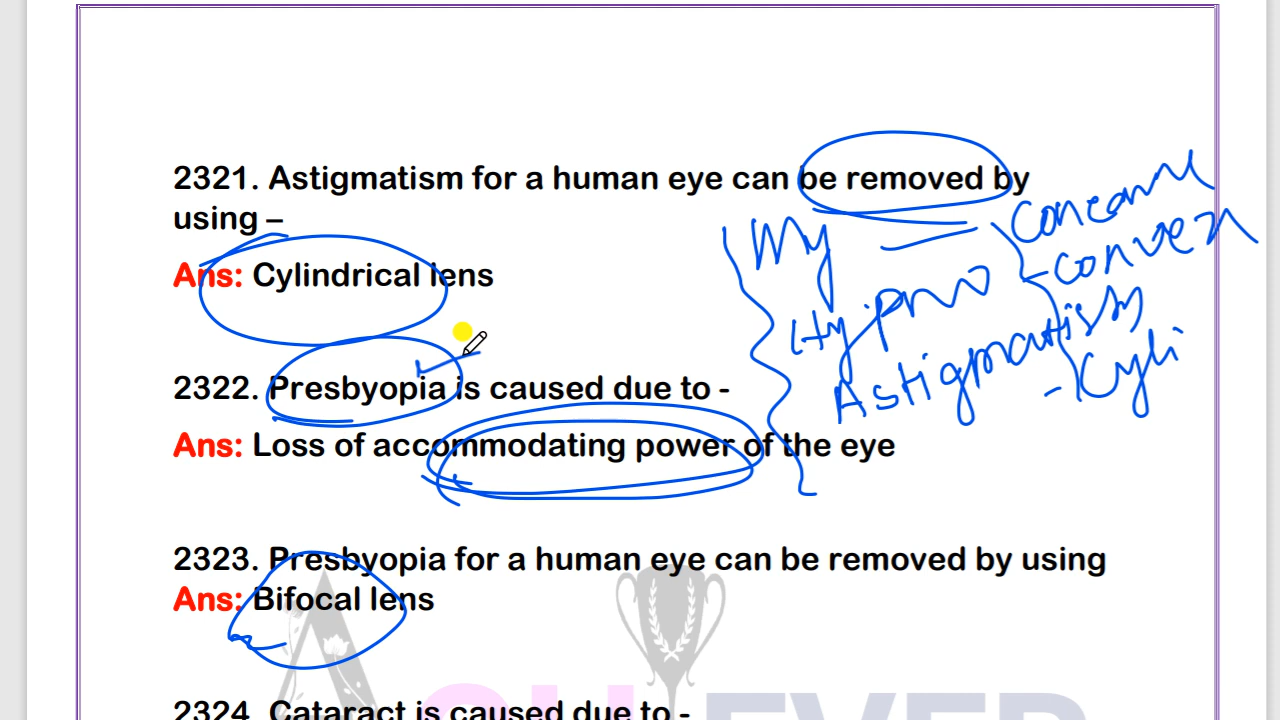 2321. Astigmatism for a human eye can be removed by
using –
Ans: Cylindrical lens
My
Concave
- convex
Hy
Astigmatism
- Cyli
2322. Presbyopia is caused due to -
Ans: Loss of accommodating power of the eye
2323. Presbyopia for a human eye can be removed by using
Ans: Bifocal lens
2324. Cataract is caused due to -